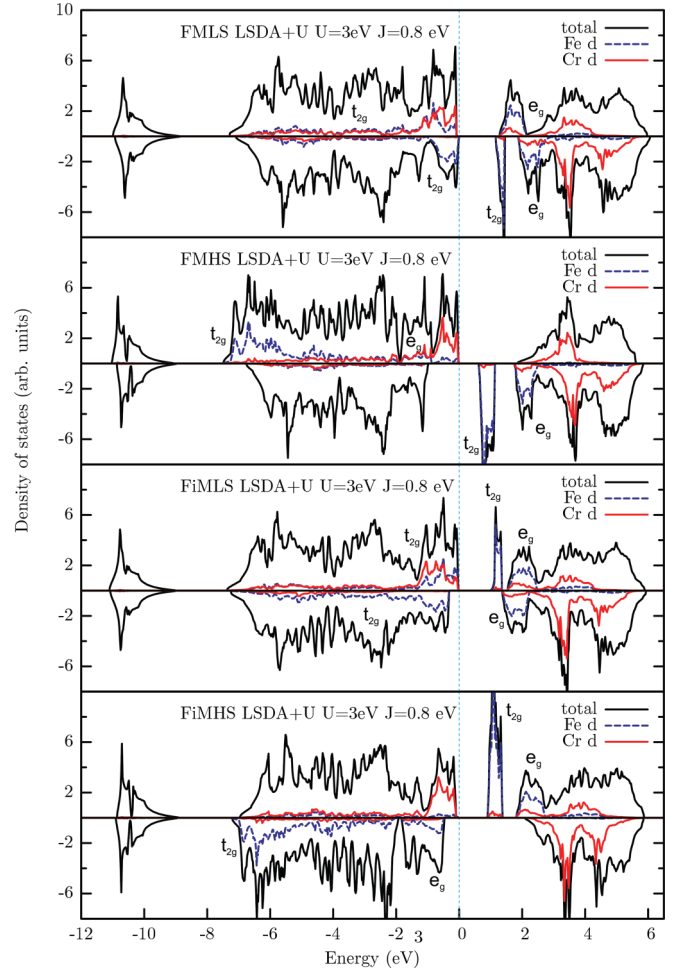 10
FMLS LSDA+U U=3eV J=0.8 eV
total
Fe d
Cr d
6
2
-2
-6
t2g
eg
t2g
t2g
eg
FMHS LSDA+U U=3eV J=0.8 eV
total
Fe d
Cr d
6
2
-2
-6
t2g
eg
t2g
eg
FiMLS LSDA+U U=3eV J=0.8 eV
total
Fe d
Cr d
6
2
-2
-6
t2g
t2g
eg
t2g
eg
FiMHS LSDA+U U=3eV J=0.8 eV
total
Fe d
Cr d
6
2
-2
-6
t2g
eg
t2g
eg
Density of states (arb. units)
-12 -10 -8 -6 -4 -2 3 0 2 4 6
Energy (eV)